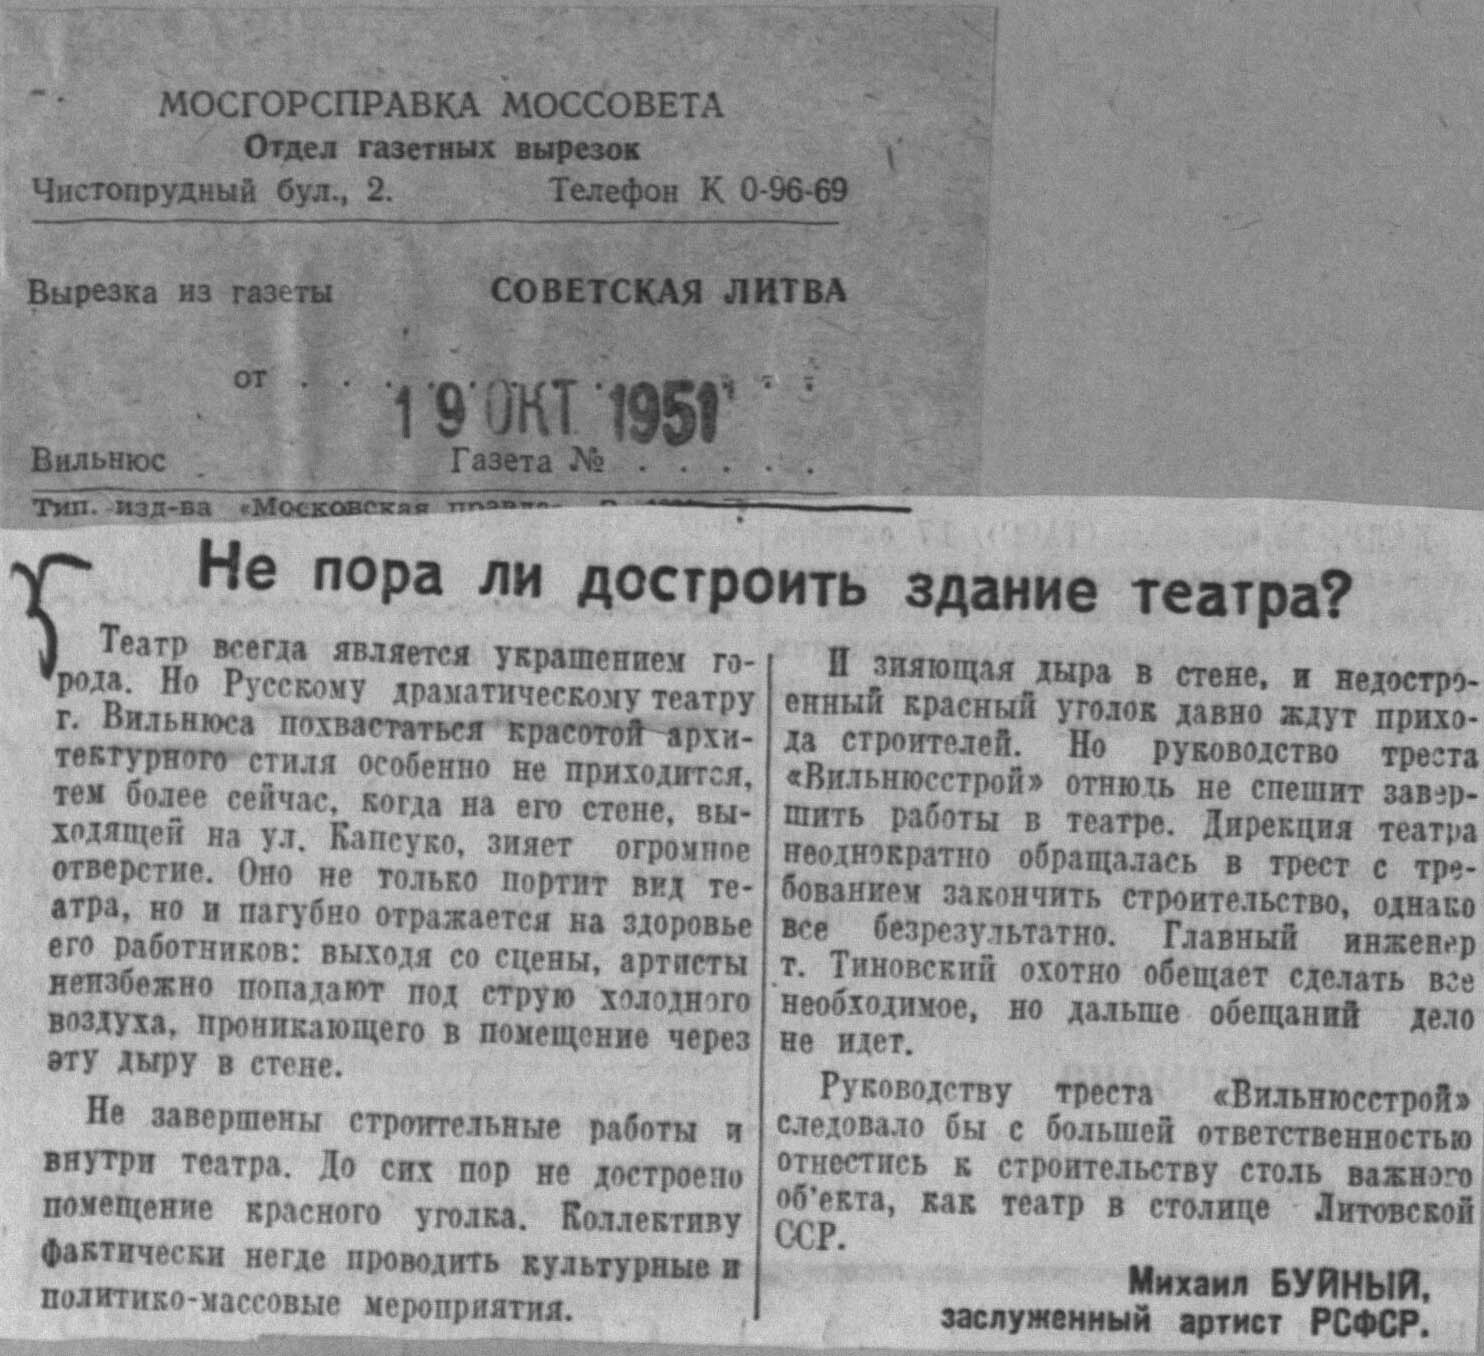 МОСГОРСПРАВКА МОССОВЕТА
Отдел газетных вырезок
Чистопрудный бул., 2. Телефон К 0-96-69
Вырезка из газеты СОВЕТСКАЯ ЛИТВА
от . . . . . . . . .
19 ОКТ 1951
Вильнюс Газета № . . . . .
Тип. изд-ва «Московская правда»
Не пора ли достроить здание театра?
Театр всегда является украшением го-
рода. Но Русскому драматическому театру
г. Вильнюса похвастаться красотой архи-
тектурного стиля особенно не приходится,
тем более сейчас, когда на его стене, вы-
ходящей на ул. Капсуко, зияет огромное
отверстие. Оно не только портит вид те-
атра, но и пагубно отражается на здоровье
его работников: выходя со сцены, артисты
неизбежно попадают под струю холодного
воздуха, проникающего в помещение через
эту дыру в стене.
Не завершены строительные работы и
внутри театра. До сих пор не достроено
помещение красного уголка. Коллективу
фактически негде проводить культурные и
политико-массовые мероприятия.
И зияющая дыра в стене, и недостро-
енный красный уголок давно ждут прихо-
да строителей. Но руководство треста
«Вильнюсстрой» отнюдь не спешит завер-
шить работы в театре. Дирекция театра
неоднократно обращалась в трест с тре-
бованием закончить строительство, однако
все безрезультатно. Главный инженер
т. Тиновский охотно обещает сделать все
необходимое, но дальше обещаний дело
не идет.
Руководству треста «Вильнюсстрой»
следовало бы с большей ответственностью
отнестись к строительству столь важного
об'екта, как театр в столице Литовской
ССР.
Михаил БУЙНЫЙ,
заслуженный артист РСФСР.